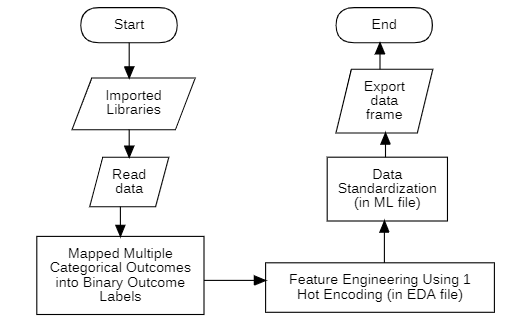 Start
Imported
Libraries
Read
data
Mapped Multiple
Categorical Outcomes
into Binary Outcome
Labels
Feature Engineering Using 1
Hot Encoding (in EDA file)
Data
Standardization
(in ML file)
Export
data
frame
End